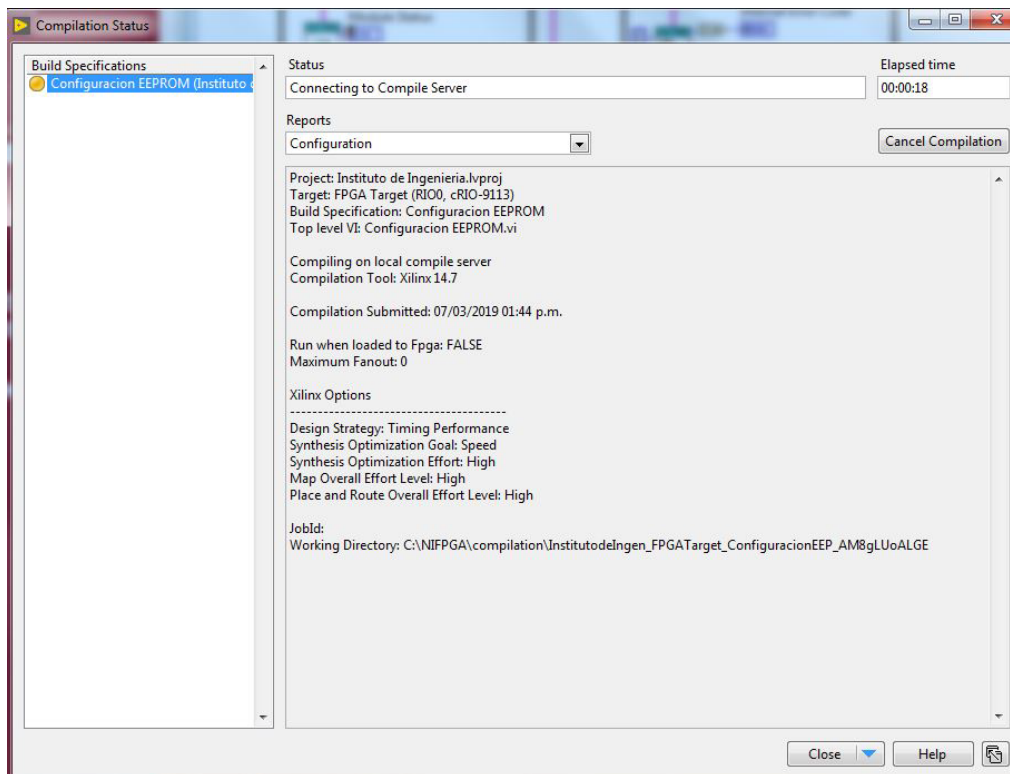 Module Status
Compilation Status
Build Specifications
Configuracion EEPROM (Instituto
Status
Elapsed time
Connecting to Compile Server
00:00:18
Reports
Configuration
Cancel Compilation
Project: Instituto de Ingenieria.lvproj
Target: FPGA Target (RIO0, cRIO-9113)
Build Specification: Configuracion EEPROM
Top level VI: Configuracion EEPROM.vi
Compiling on local compile server
Compilation Tool: Xilinx 14.7
Compilation Submitted: 07/03/2019 01:44 p.m.
Run when loaded to Fpga: FALSE
Maximum Fanout: 0
Xilinx Options
---------------------------------------
Design Strategy: Timing Performance
Synthesis Optimization Goal: Speed
Synthesis Optimization Effort: High
Map Overall Effort Level: High
Place and Route Overall Effort Level: High
JobId:
Working Directory: C:\NIFPGA\compilation\InstitutodeIngen_FPGATarget_ConfiguracionEEP_AM8gLUoALGE
Close
Help